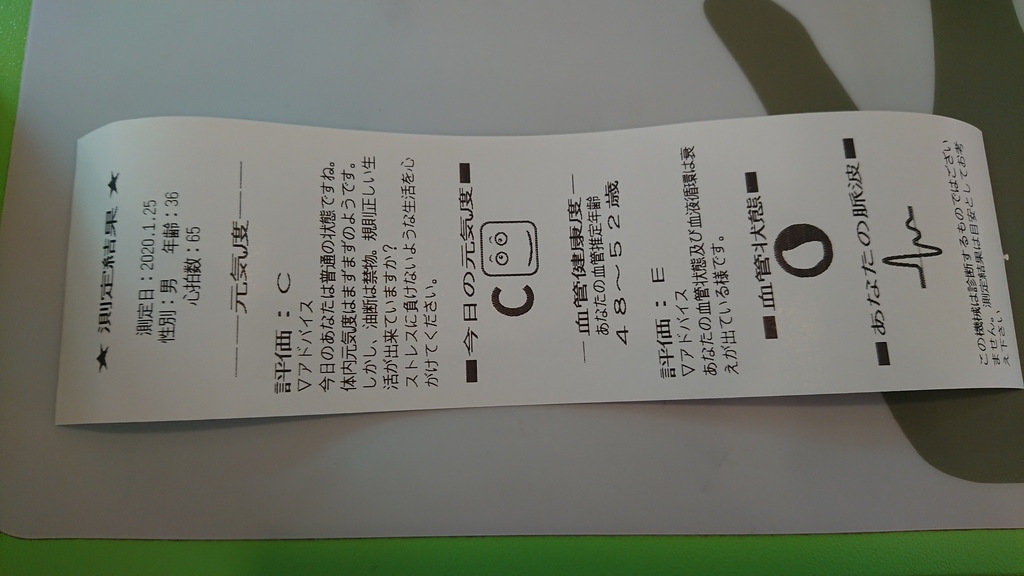 ★ 測定結果 ★
測定日：2020.1.25
性別：男　年齢：36
心拍数：65
元気度
評価：C
▽アドバイス
今日のあなたは普通の状態ですね。
体内元気度はまずまずのようです。
しかし、油断は禁物、規則正しい生
活が出来ていますか？
ストレスに負けないような生活を心
がけてください。
■今日の元気度■
C
血管健康度
あなたの血管推定年齢
４８～５２歳
評価：E
▽アドバイス
あなたの血管状態及び血液循環は衰
えが出ている様です。
■血管状態■
■あなたの脈波■
この機械は診断するものではござい
ません。測定結果は目安としてお考
え下さい。